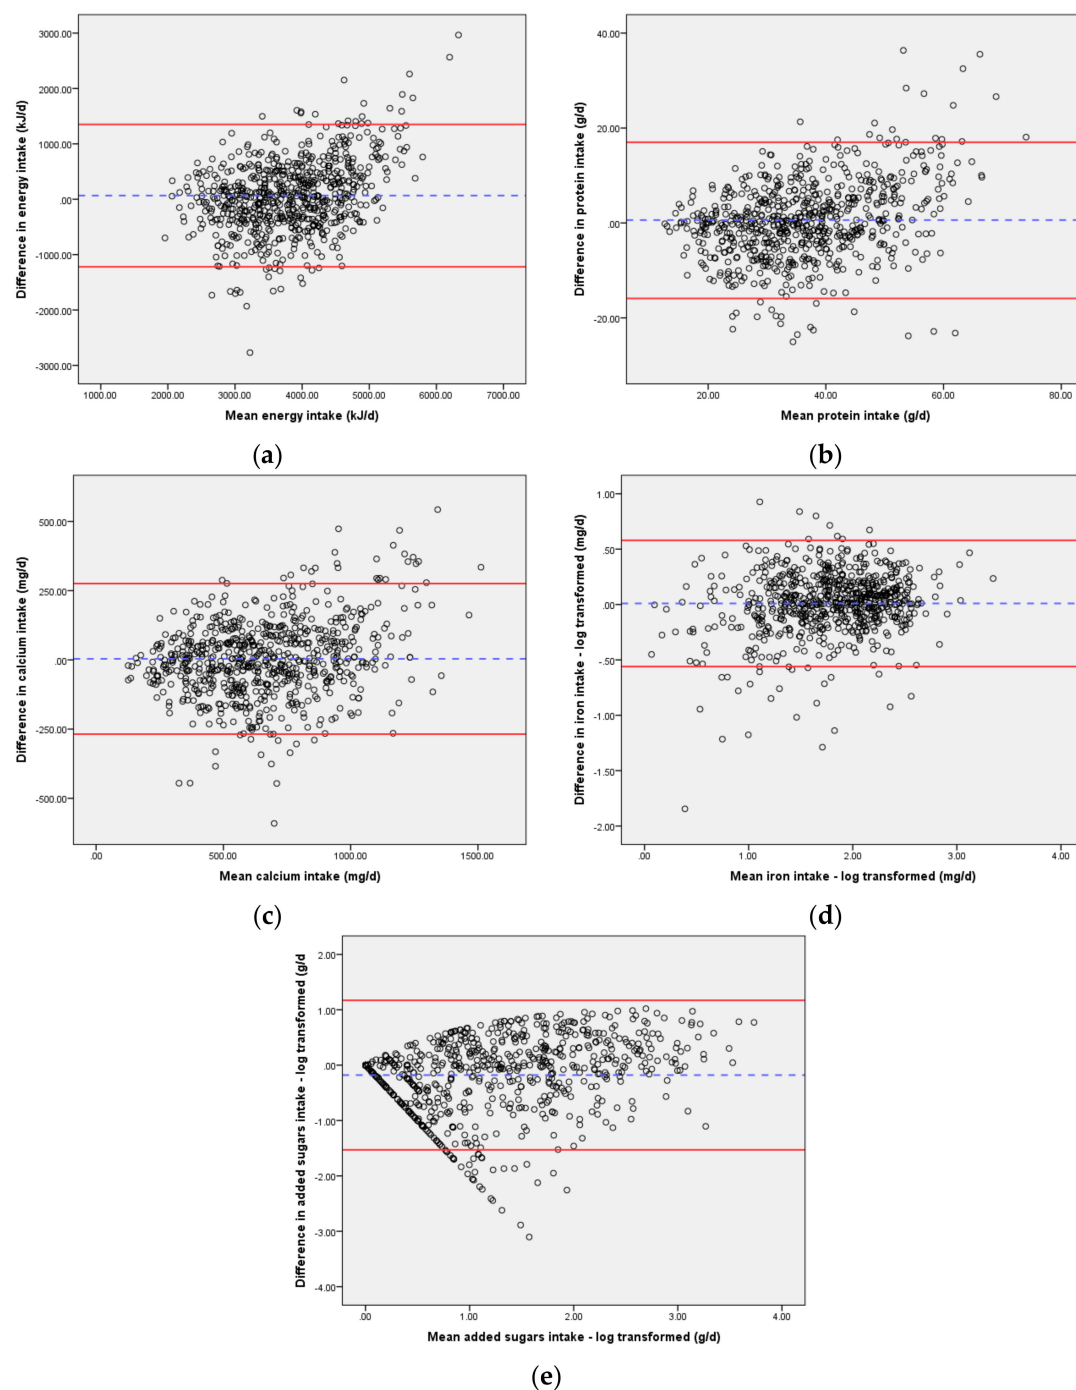 3000.00
2000.00
1000.00
.00
-1000.00
-2000.00
-3000.00
Difference in energy intake (kJ/d)
1000.00 2000.00 3000.00 4000.00 5000.00 6000.00 7000.00
Mean energy intake (kJ/d)
(a)
40.00
20.00
.00
-20.00
Difference in protein intake (g/d)
20.00 40.00 60.00 80.00
Mean protein intake (g/d)
(b)
500.00
250.00
.00
-250.00
-500.00
Difference in calcium intake (mg/d)
.00 500.00 1000.00 1500.00
Mean calcium intake (mg/d)
(c)
1.00
.50
.00
-.50
-1.00
-1.50
-2.00
Difference in iron intake - log transformed (mg/d)
.00 1.00 2.00 3.00 4.00
Mean iron intake - log transformed (mg/d)
(d)
2.00
1.00
.00
-1.00
-2.00
-3.00
-4.00
Difference in added sugars intake - log transformed (g/d
.00 1.00 2.00 3.00 4.00
Mean added sugars intake - log transformed (g/d)
(e)